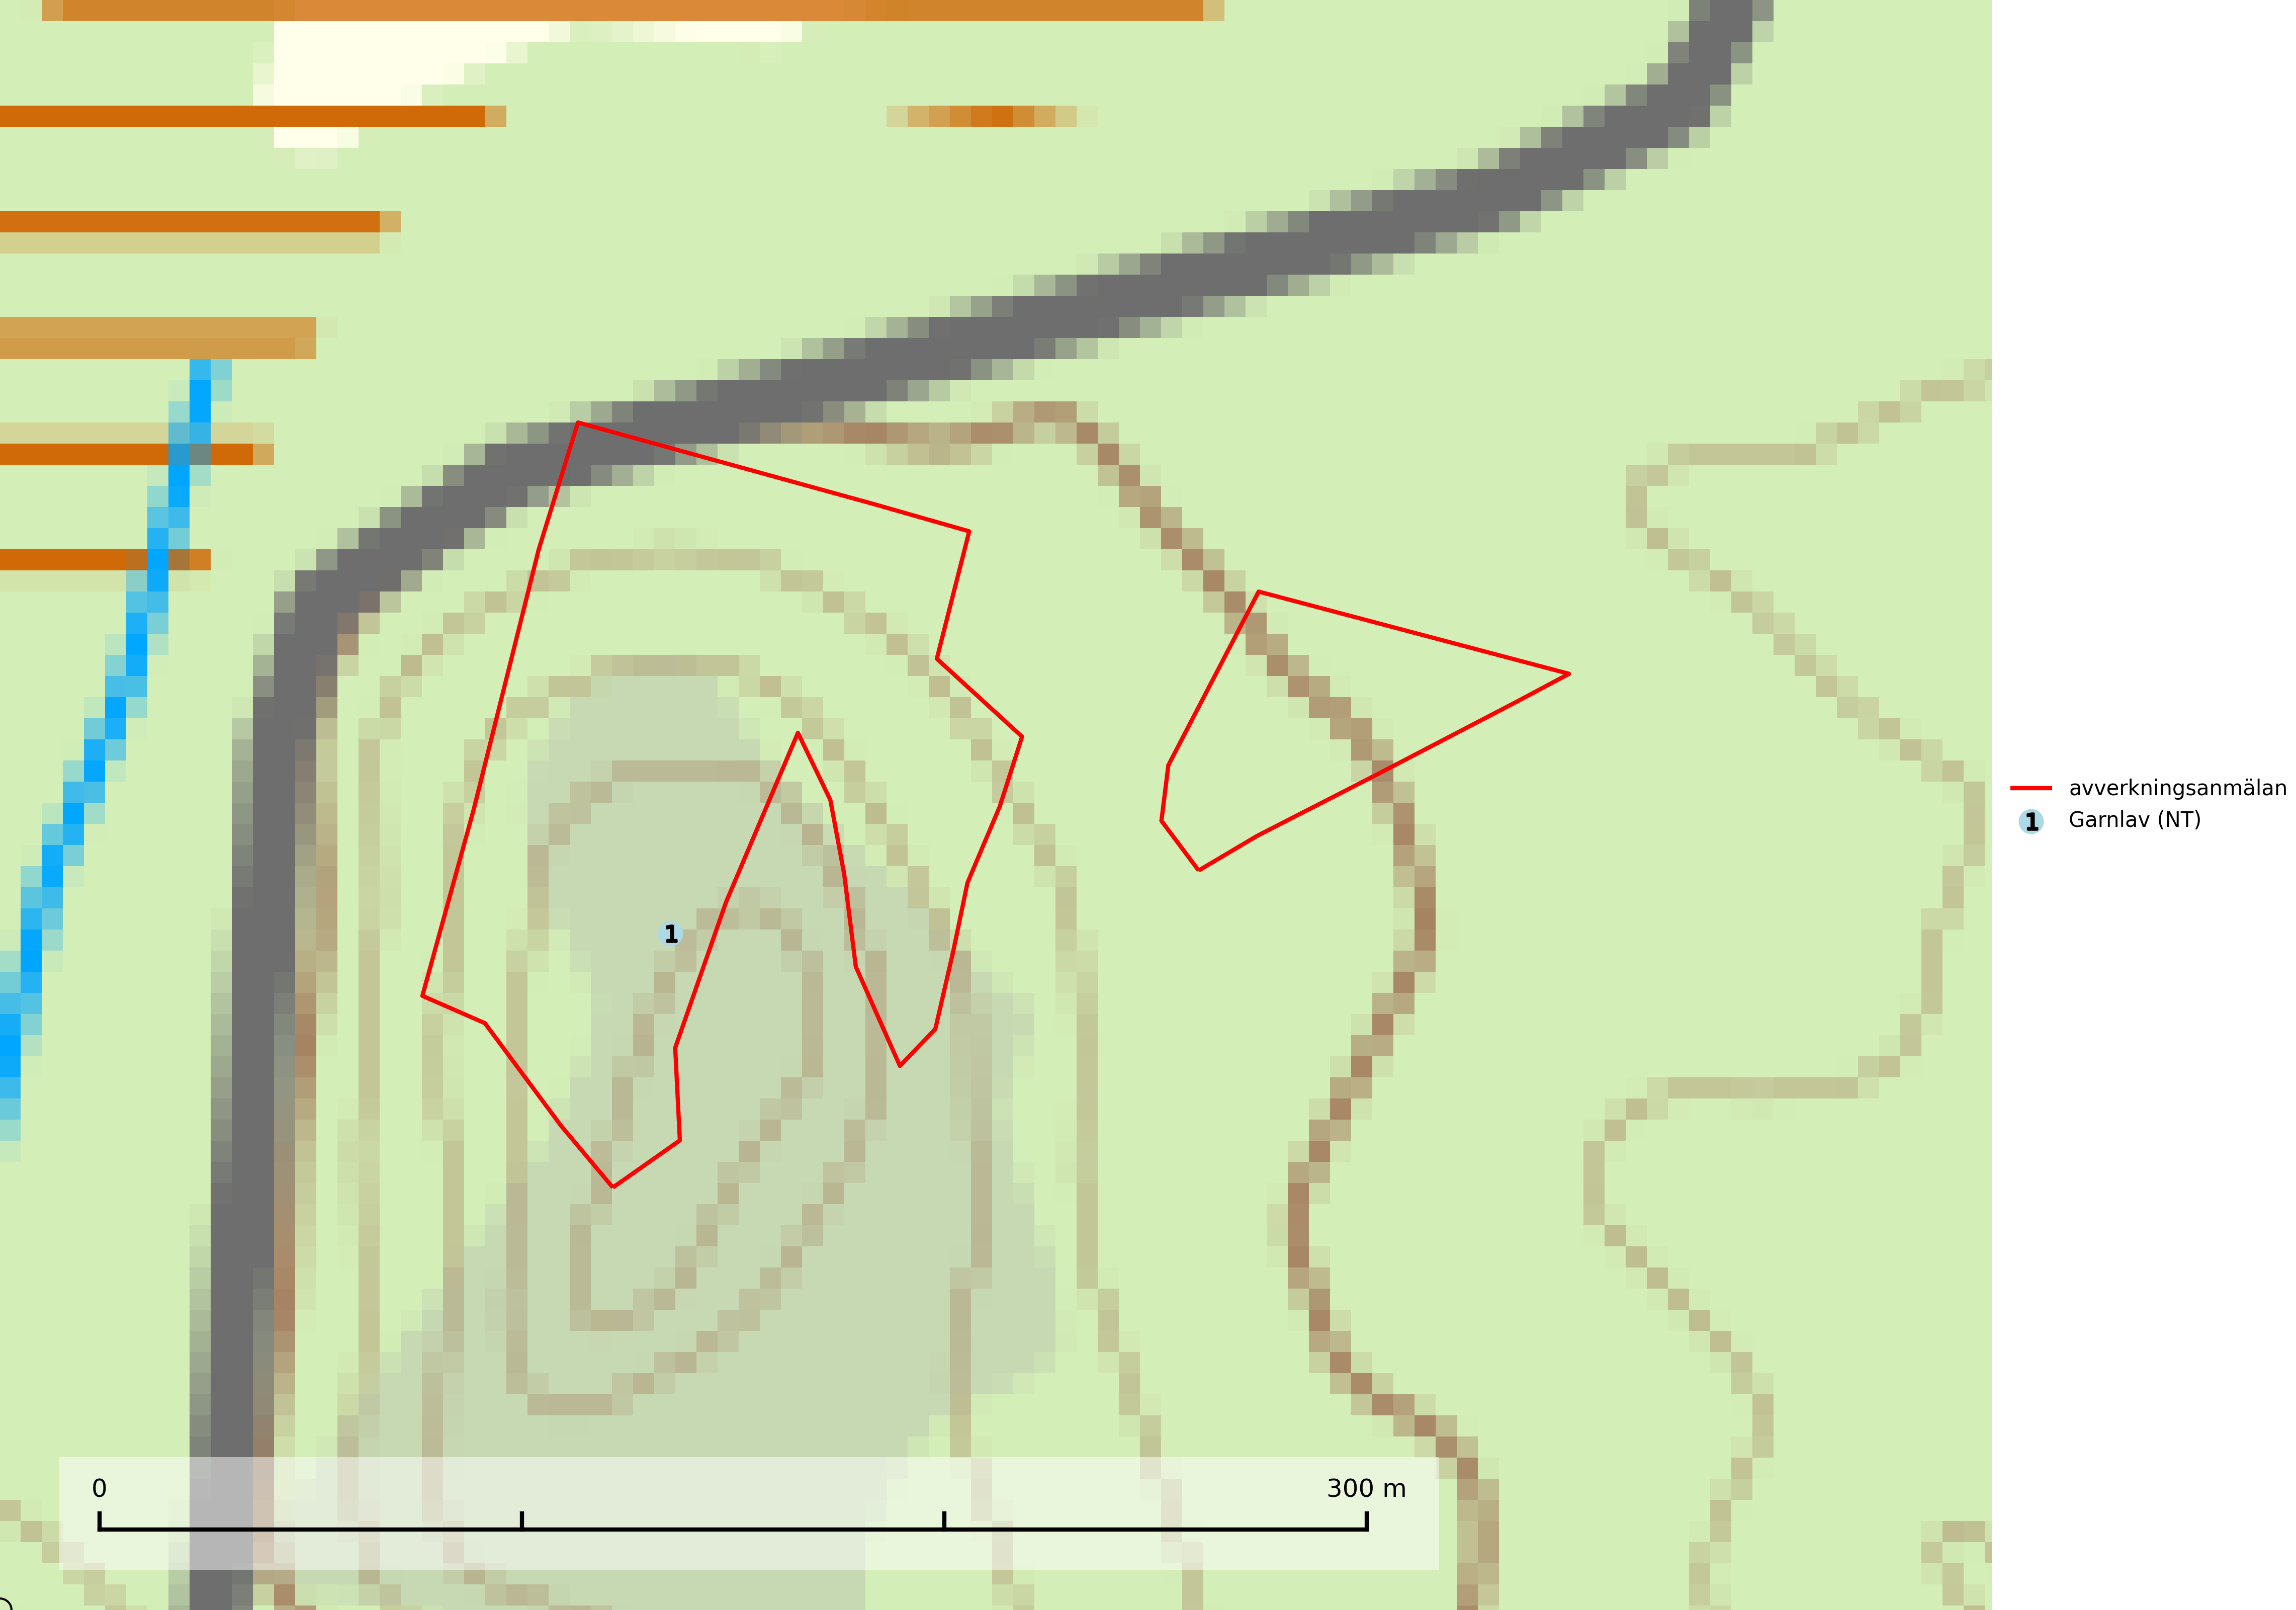 avverkningsanmälan
1 Garnlav (NT)
1
0 300 m